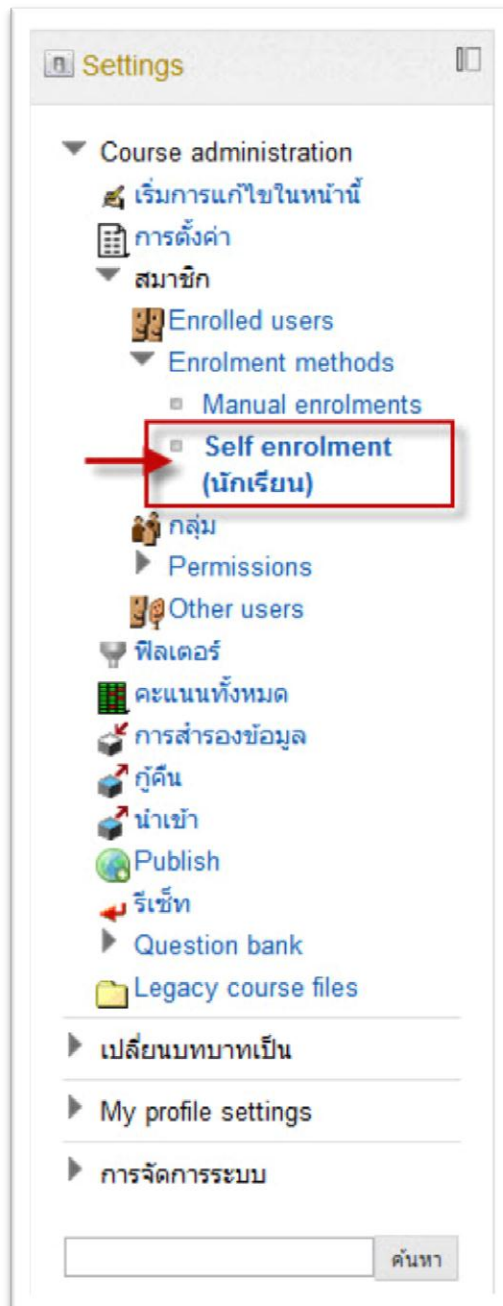 Settings
Course administration
เริ่มการแก้ไขในหน้านี้
การตั้งค่า
สมาชิก
Enrolled users
Enrolment methods
Manual enrolments
Self enrolment
(นักเรียน)
กลุ่ม
Permissions
Other users
ฟิลเตอร์
คะแนนทั้งหมด
การสำรองข้อมูล
กู้คืน
นำเข้า
Publish
รีเซ็ท
Question bank
Legacy course files
เปลี่ยนบทบาทเป็น
My profile settings
การจัดการระบบ
ค้นหา